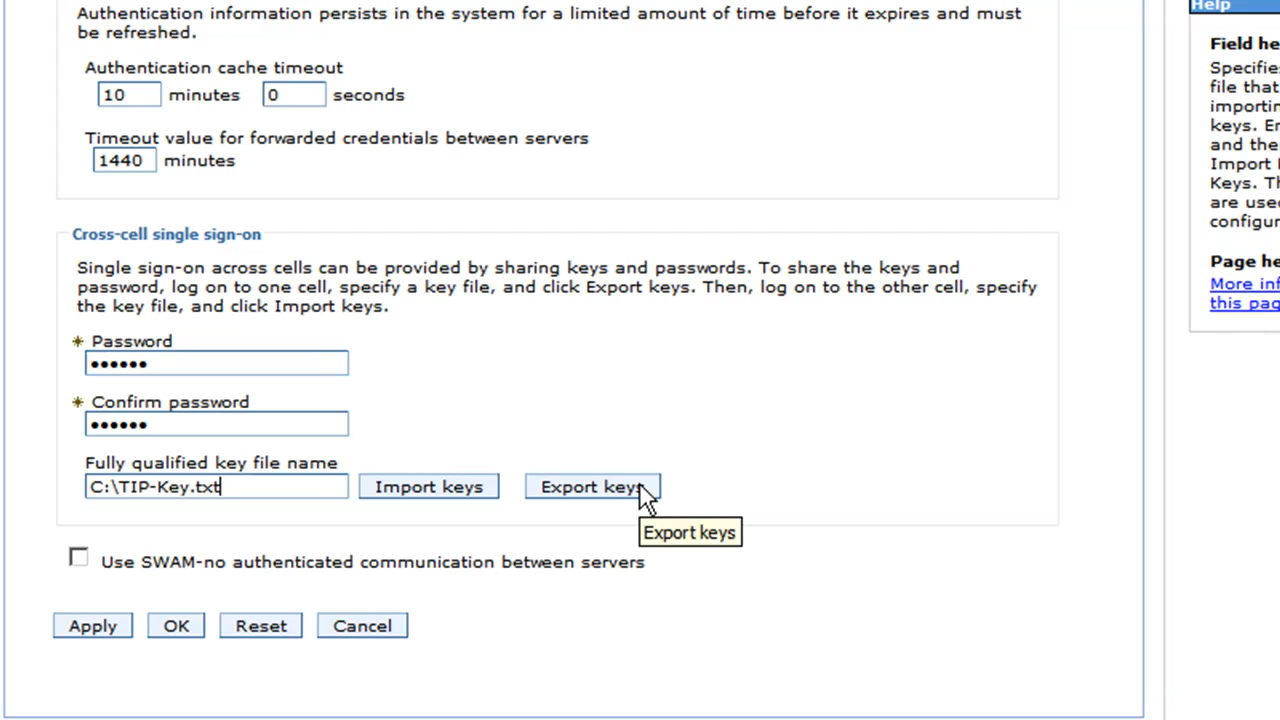 Authentication information persists in the system for a limited amount of time before it expires and must
be refreshed.
Authentication cache timeout
10 minutes 0 seconds
Timeout value for forwarded credentials between servers
1440 minutes
Cross-cell single sign-on
Single sign-on across cells can be provided by sharing keys and passwords. To share the keys and
password, log on to one cell, specify a key file, and click Export keys. Then, log on to the other cell, specify
the key file, and click Import keys.
Password
••••••
Confirm password
••••••
Fully qualified key file name
C:\TIP-Key.txt Import keys Export keys
Export keys
Use SWAM-no authenticated communication between servers
Apply OK Reset Cancel
Help
Field he
Specifie
file that
importin
keys. En
and the
Import
Keys. Th
are use
configur
Page he
More inf
this pag